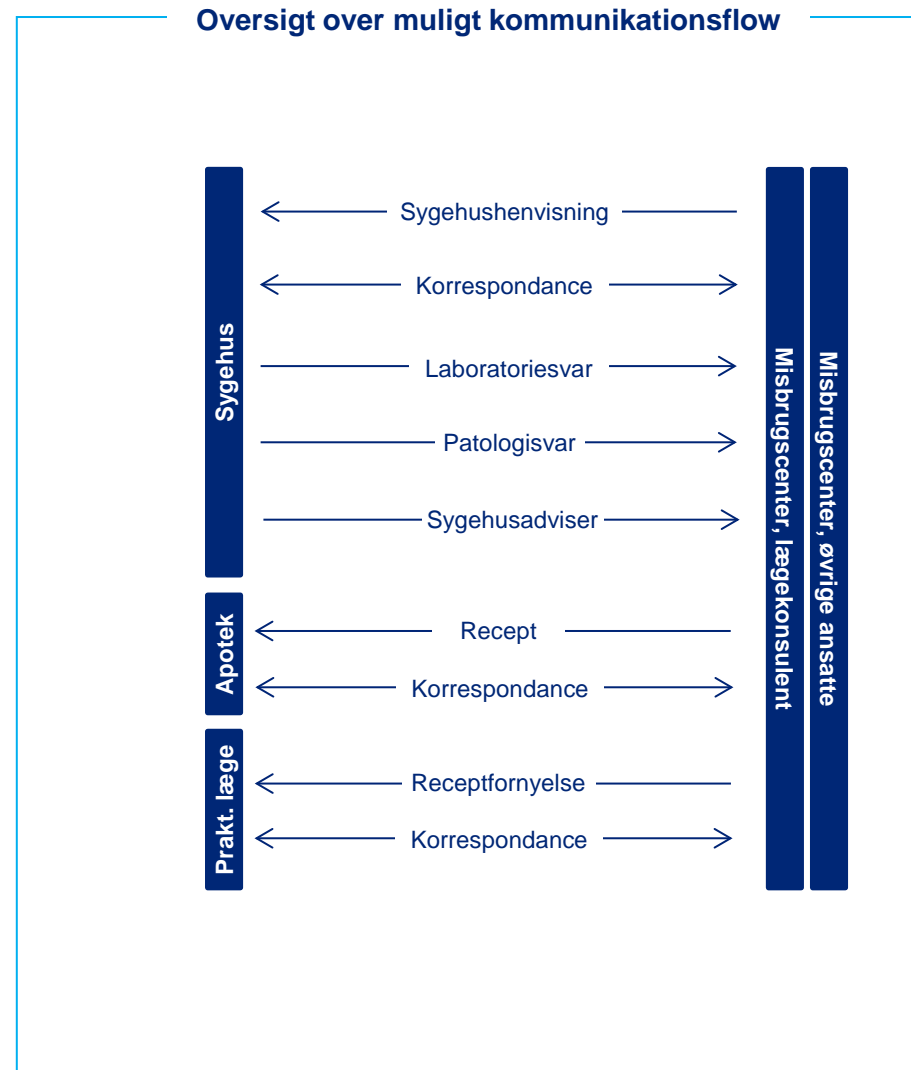 Oversigt over muligt kommunikationsflow
Sygehus
Sygehushenvisning
Korrespondance
Laboratoriesvar
Patologisvar
Sygehusadviser
Apotek
Recept
Korrespondance
Prakt. læge
Receptfornyelse
Korrespondance
Misbrugscenter, lægekonsulent
Misbrugscenter, øvrige ansatte